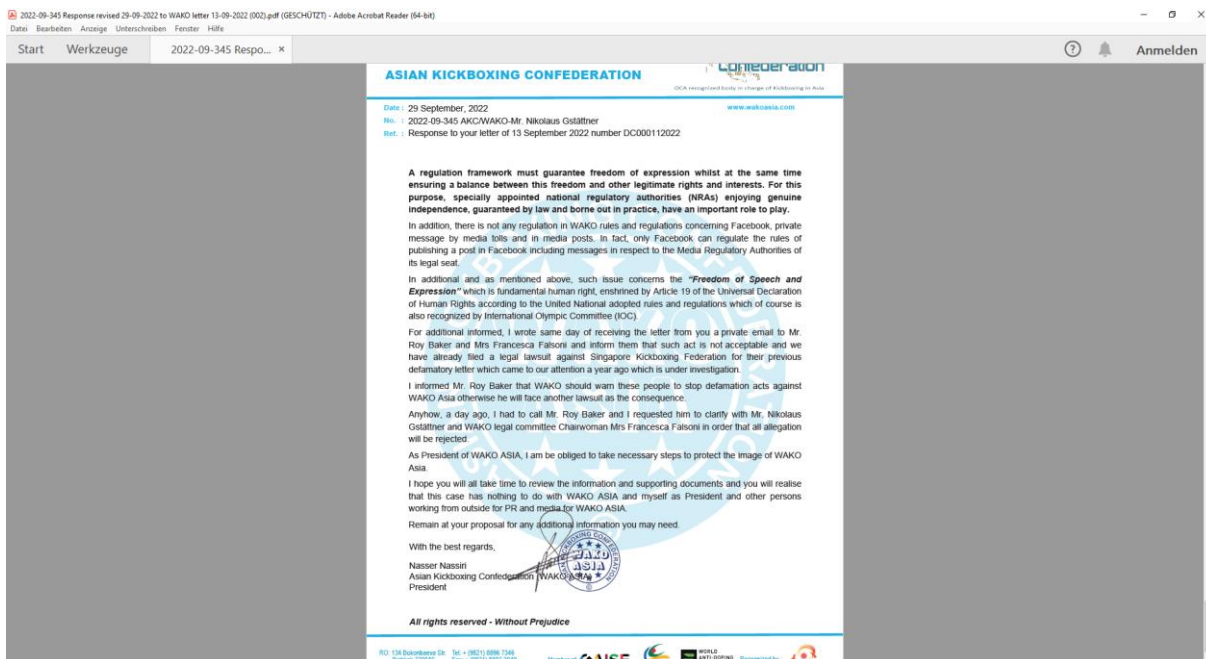 2022-09-345 Response revised 29-09-2022 to WAKO letter 13-09-2022 (002).pdf (GESCHÜTZT) - Adobe Acrobat Reader (64-bit)
Datei Bearbeiten Anzeige Unterschreiben Fenster Hilfe
Start Werkzeuge 2022-09-345 Respo... × Anmelden
ASIAN KICKBOXING CONFEDERATION
Confederation
OCA recognized body in charge of Kickboxing in Asia
Date : 29 September, 2022 www.wakoasia.com
No. : 2022-09-345 AKC/WAKO-Mr. Nikolaus Gstättner
Ref. : Response to your letter of 13 September 2022 number DC000112022
A regulation framework must guarantee freedom of expression whilst at the same time
ensuring a balance between this freedom and other legitimate rights and interests. For this
purpose, specially appointed national regulatory authorities (NRAs) enjoying genuine
independence, guaranteed by law and borne out in practice, have an important role to play.
In addition, there is not any regulation in WAKO rules and regulations concerning Facebook, private
message by media tolls and in media posts. In fact, only Facebook can regulate the rules of
publishing a post in Facebook including messages in respect to the Media Regulatory Authorities of
its legal seat.
In additional and as mentioned above, such issue concerns the "Freedom of Speech and
Expression" which is fundamental human right, enshrined by Article 19 of the Universal Declaration
of Human Rights according to the United National adopted rules and regulations which of course is
also recognized by International Olympic Committee (IOC).
For additional informed, I wrote same day of receiving the letter from you a private email to Mr.
Roy Baker and Mrs Francesca Falsoni and inform them that such act is not acceptable and we
have already filed a legal lawsuit against Singapore Kickboxing Federation for their previous
defamatory letter which came to our attention a year ago which is under investigation.
I informed Mr. Roy Baker that WAKO should warn these people to stop defamation acts against
WAKO Asia otherwise he will face another lawsuit as the consequence.
Anyhow, a day ago, I had to call Mr. Roy Baker and I requested him to clarify with Mr. Nikolaus
Gstättner and WAKO legal committee Chairwoman Mrs Francesca Falsoni in order that all allegation
will be rejected.
As President of WAKO ASIA, I am be obliged to take necessary steps to protect the image of WAKO
Asia.
I hope you will all take time to review the information and supporting documents and you will realise
that this case has nothing to do with WAKO ASIA and myself as President and other persons
working from outside for PR and media for WAKO ASIA.
Remain at your proposal for any additional information you may need.
With the best regards,
Nasser Nassiri
Asian Kickboxing Confederation (WAKO ASIA)
President
WAKO
ASIA
All rights reserved - Without Prejudice